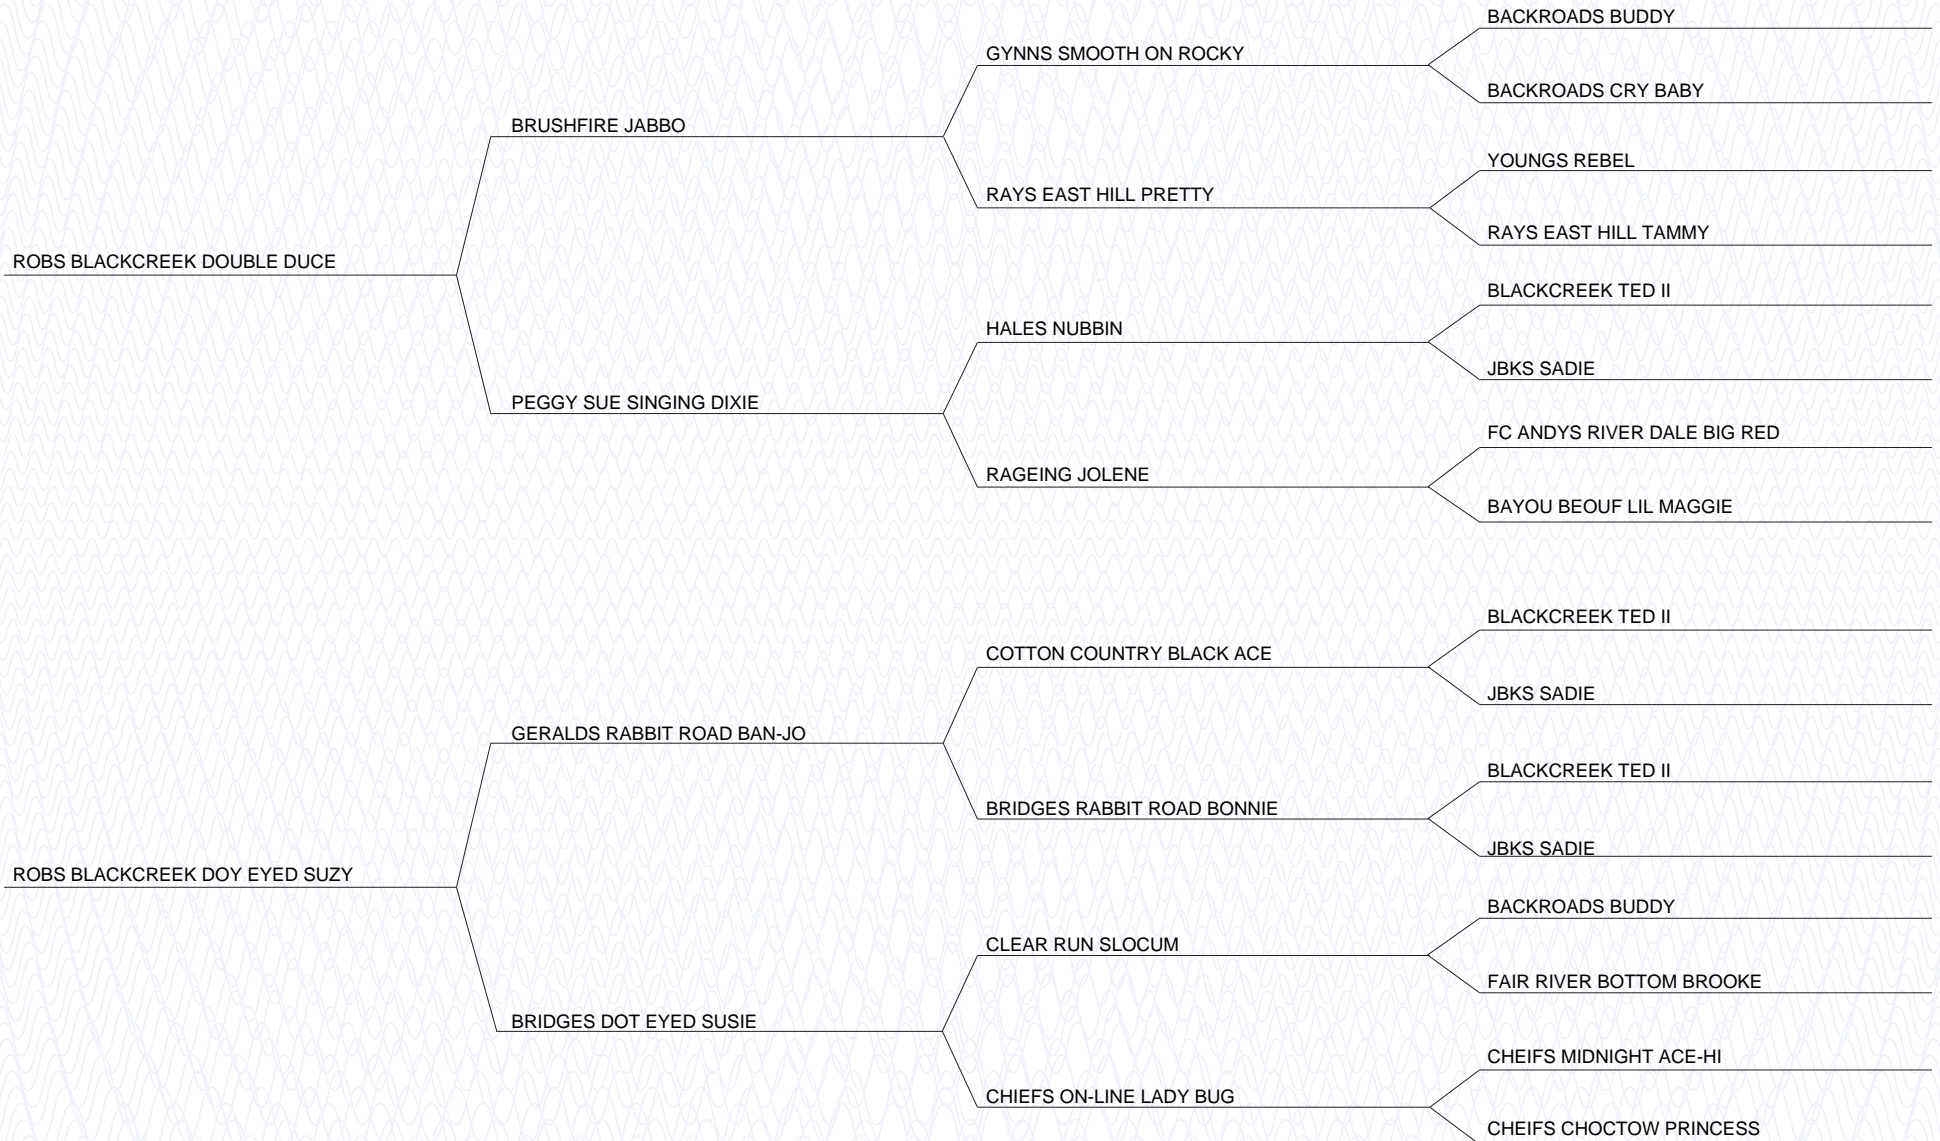 BACKROADS BUDDY
GYNNS SMOOTH ON ROCKY
BACKROADS CRY BABY
BRUSHFIRE JABBO
YOUNGS REBEL
RAYS EAST HILL PRETTY
RAYS EAST HILL TAMMY
ROBS BLACKCREEK DOUBLE DUCE
BLACKCREEK TED II
HALES NUBBIN
JBKS SADIE
PEGGY SUE SINGING DIXIE
FC ANDYS RIVER DALE BIG RED
RAGEING JOLENE
BAYOU BEOUF LIL MAGGIE
BLACKCREEK TED II
COTTON COUNTRY BLACK ACE
JBKS SADIE
GERALDS RABBIT ROAD BAN-JO
BLACKCREEK TED II
BRIDGES RABBIT ROAD BONNIE
JBKS SADIE
ROBS BLACKCREEK DOY EYED SUZY
BACKROADS BUDDY
CLEAR RUN SLOCUM
FAIR RIVER BOTTOM BROOKE
BRIDGES DOT EYED SUSIE
CHEIFS MIDNIGHT ACE-HI
CHIEFS ON-LINE LADY BUG
CHEIFS CHOCTOW PRINCESS